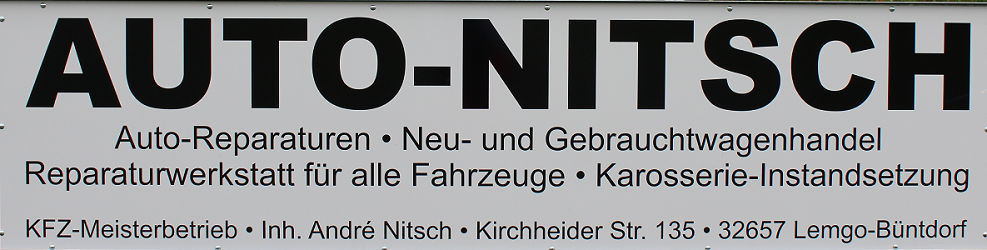 AUTO-NITSCH
Auto-Reparaturen • Neu- und Gebrauchtwagenhandel
Reparaturwerkstatt für alle Fahrzeuge • Karosserie-Instandsetzung
KFZ-Meisterbetrieb • Inh. André Nitsch • Kirchheider Str. 135 • 32657 Lemgo-Büntdorf